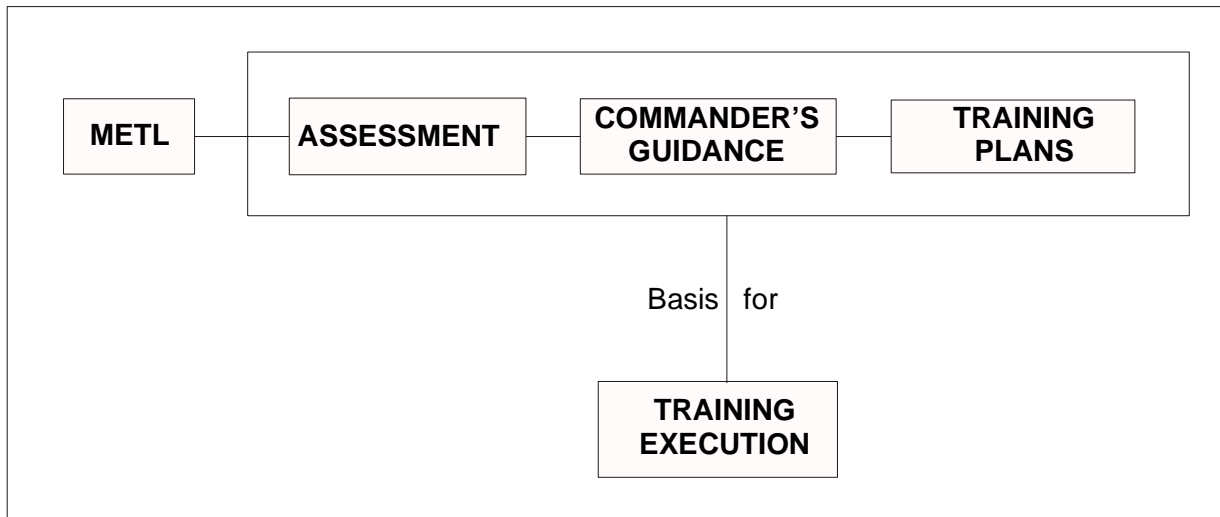 METL
ASSESSMENT
COMMANDER’S
GUIDANCE
TRAINING
PLANS
Basis for
TRAINING
EXECUTION